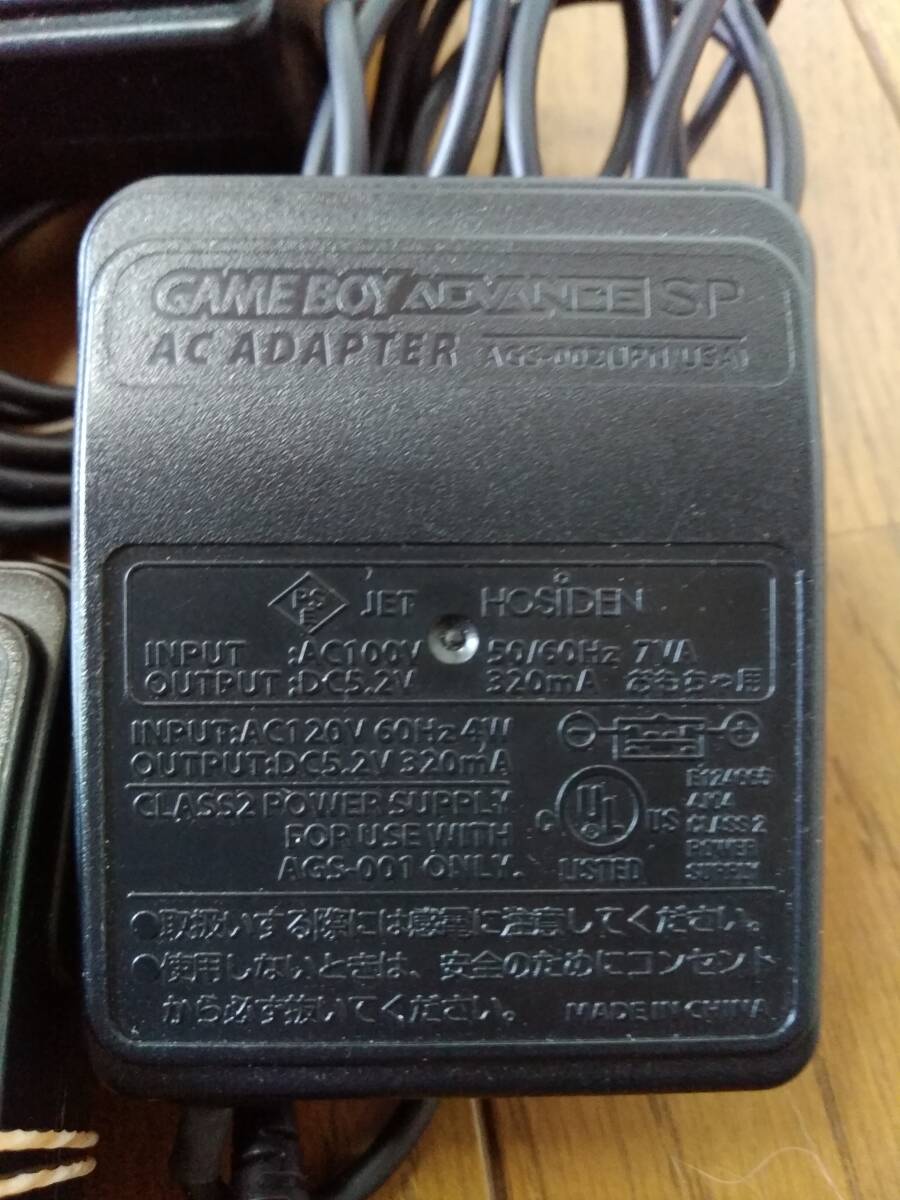 GAME BOY ADVANCE SP
AC ADAPTER AGS-002(JPN/USA)
PS
E JET HOSIDEN
INPUT :AC100V 50/60Hz 7VA
OUTPUT :DC5.2V 320mA おもちゃ用
INPUT:AC120V 60Hz 4W
OUTPUT:DC5.2V 320mA
CLASS2 POWER SUPPLY
FOR USE WITH
AGS-001 ONLY.
C UL US
LISTED
CLASS 2
POWER
SUPPLY
●取扱いする際には感電に注意してください。
●使用しないときは、安全のためにコンセント
から必ず抜いてください。 MADE IN CHINA